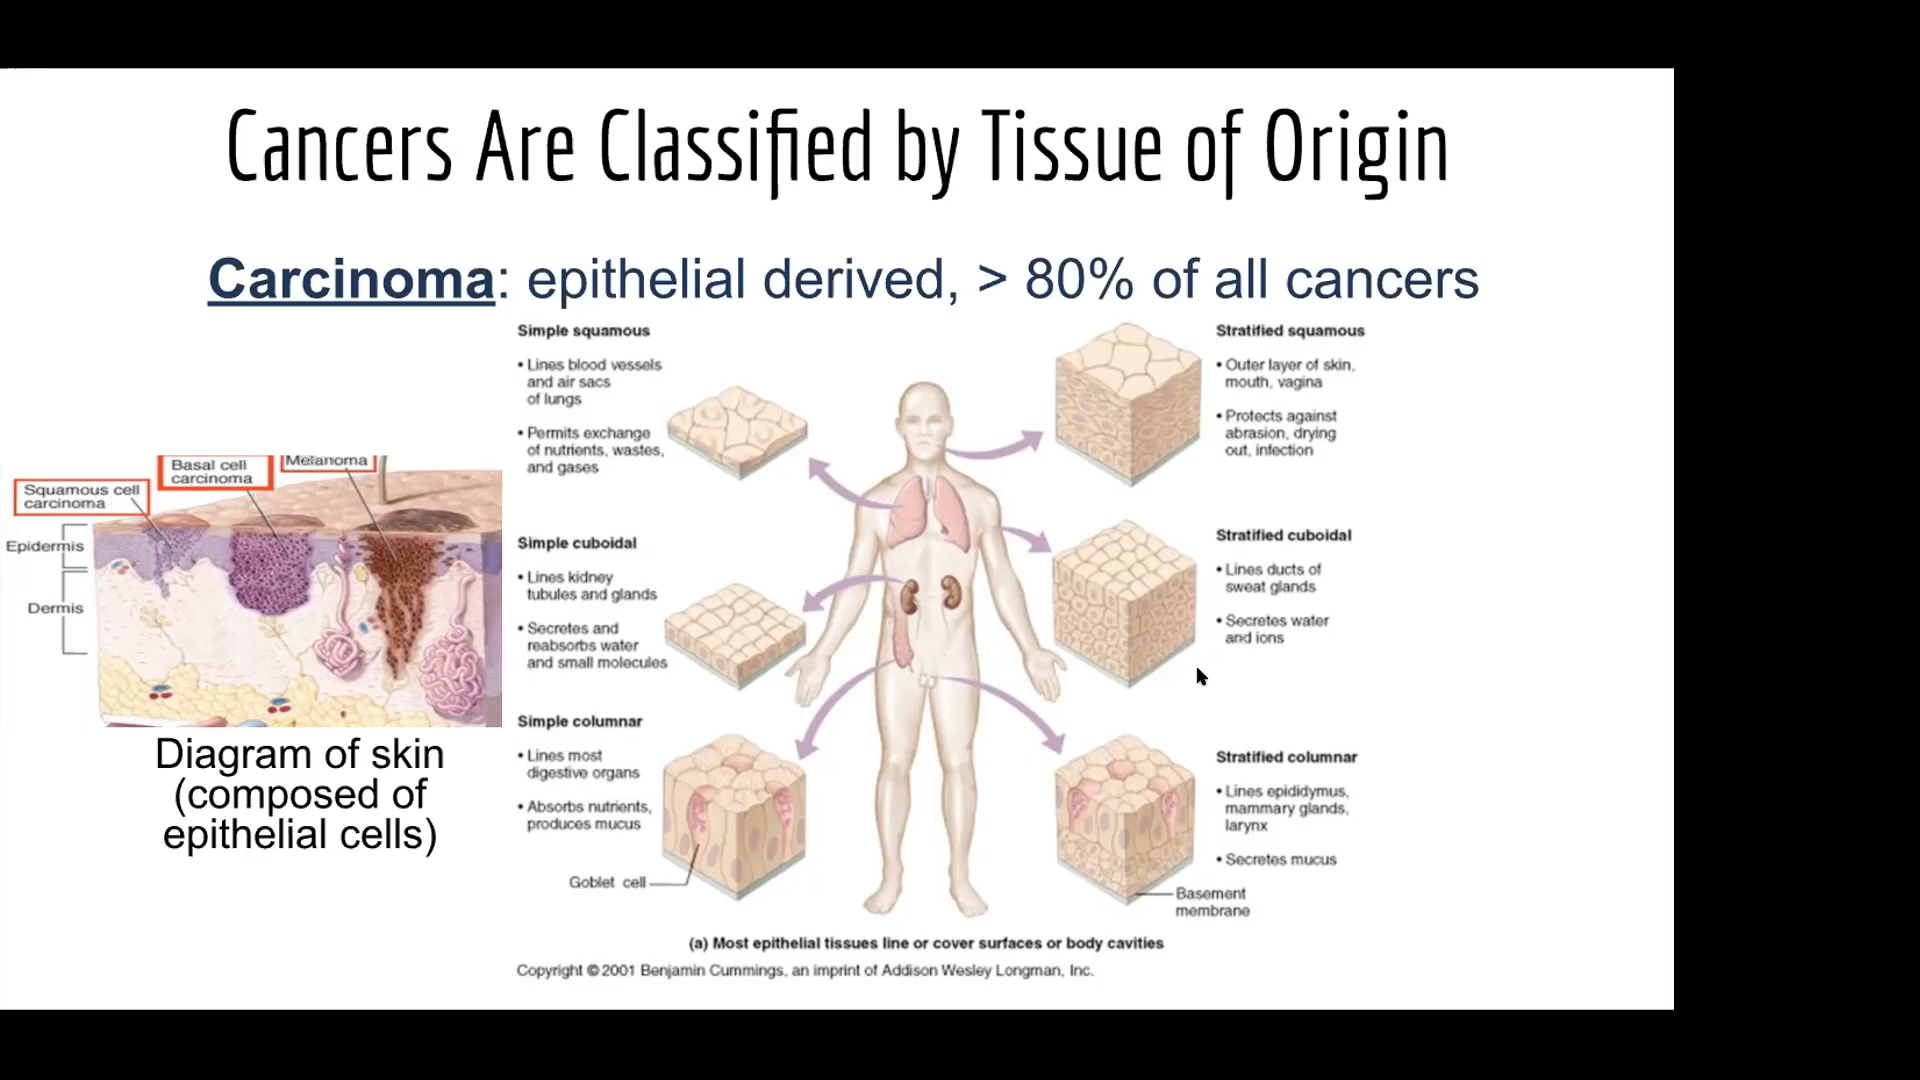 Cancers Are Classified by Tissue of Origin
Carcinoma: epithelial derived, > 80% of all cancers
Squamous cell
carcinoma
Basal cell
carcinoma
Melanoma
Epidermis
Dermis
Diagram of skin
(composed of
epithelial cells)
Simple squamous
• Lines blood vessels
and air sacs
of lungs
• Permits exchange
of nutrients, wastes,
and gases
Simple cuboidal
• Lines kidney
tubules and glands
• Secretes and
reabsorbs water
and small molecules
Simple columnar
• Lines most
digestive organs
• Absorbs nutrients,
produces mucus
Goblet cell
Stratified squamous
• Outer layer of skin,
mouth, vagina
• Protects against
abrasion, drying
out, infection
Stratified cuboidal
• Lines ducts of
sweat glands
• Secretes water
and ions
Stratified columnar
• Lines epididymus,
mammary glands,
larynx
• Secretes mucus
Basement
membrane
(a) Most epithelial tissues line or cover surfaces or body cavities
Copyright © 2001 Benjamin Cummings, an imprint of Addison Wesley Longman, Inc.